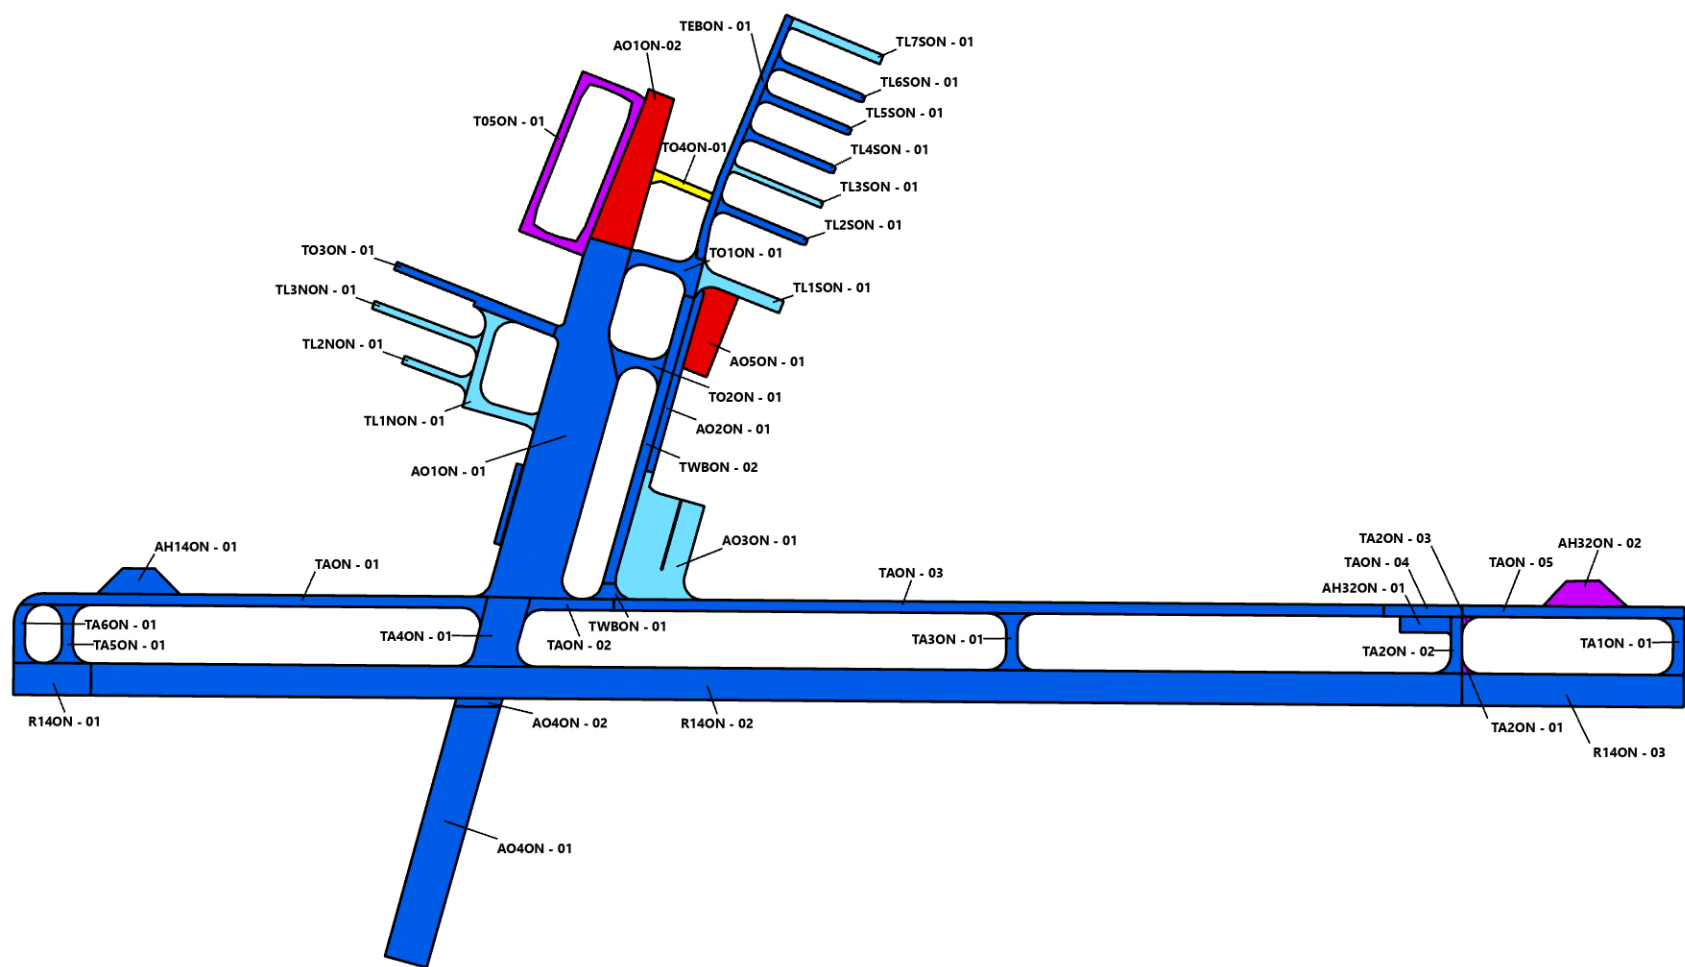 TEBON - 01
AO1ON-02
TL7SON - 01
TL6SON - 01
TL5SON - 01
T05ON - 01
TO4ON-01
TL4SON - 01
TL3SON - 01
TL2SON - 01
TO3ON - 01
TO1ON - 01
TL3NON - 01
TL1SON - 01
TL2NON - 01
AO5ON - 01
TO2ON - 01
TL1NON - 01
AO2ON - 01
AO1ON - 01
TWBON - 02
AH14ON - 01
AO3ON - 01
TA2ON - 03
AH32ON - 02
TAON - 01
TAON - 04
TAON - 05
TAON - 03
AH32ON - 01
TA6ON - 01
TWBON - 01
TA4ON - 01
TA3ON - 01
TA5ON - 01
TAON - 02
TA2ON - 02
TA1ON - 01
R14ON - 01
AO4ON - 02
R14ON - 02
TA2ON - 01
R14ON - 03
AO4ON - 01